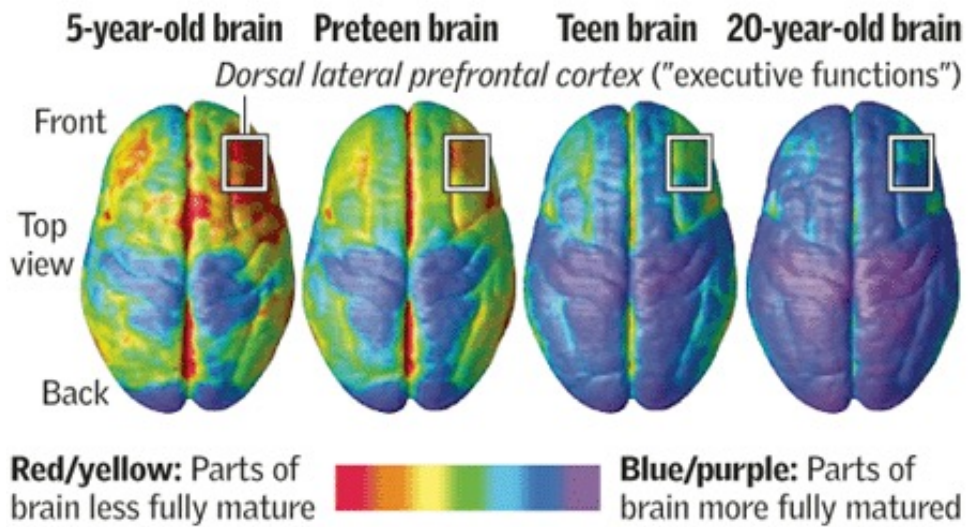 5-year-old brain Preteen brain Teen brain 20-year-old brain
Dorsal lateral prefrontal cortex ("executive functions")
Front
Top
view
Back
Red/yellow: Parts of
brain less fully mature
Blue/purple: Parts of
brain more fully matured